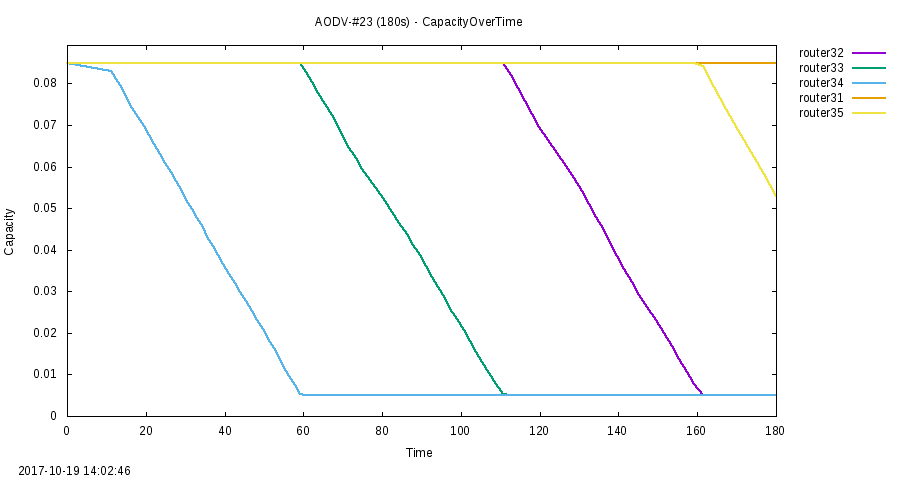 AODV-#23 (180s) - CapacityOverTime
router32
router33
router34
router31
router35
0.08
0.07
0.06
0.05
0.04
0.03
0.02
0.01
0
Capacity
0 20 40 60 80 100 120 140 160 180
Time
2017-10-19 14:02:46